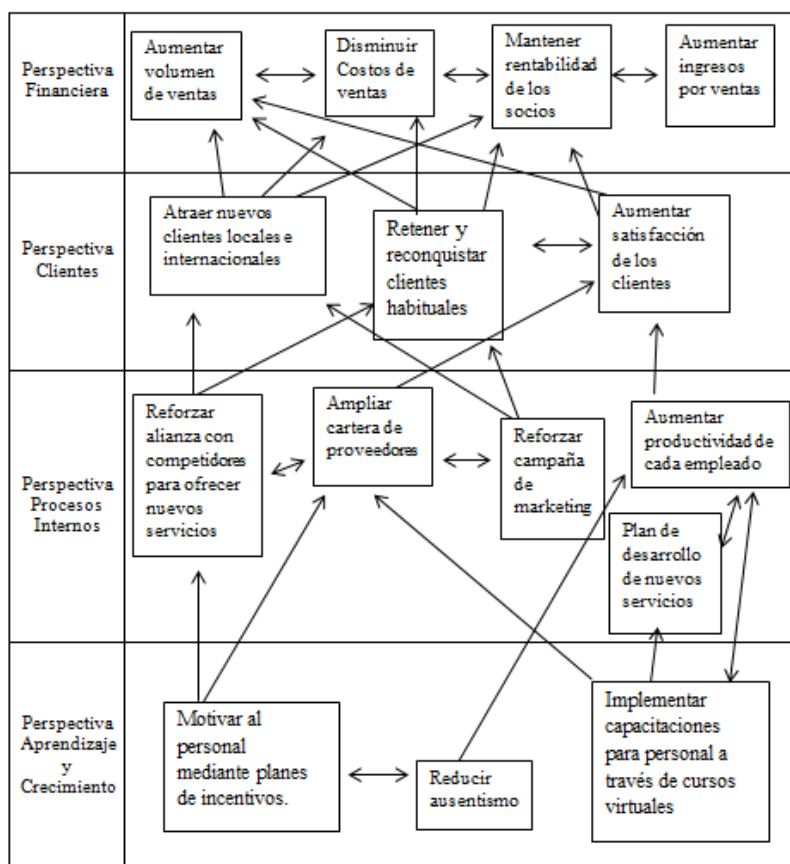 Perspectiva
Financiera
Aumentar
volumen
de ventas
Disminuir
Costos de
ventas
Mantener
rentabilidad
de los
socios
Aumentar
ingresos
por ventas
Perspectiva
Clientes
Atraer nuevos
clientes locales e
internacionales
Retener y
reconquistar
clientes
habituales
Aumentar
satisfacción
de los
clientes
Perspectiva
Procesos
Internos
Reforzar
alianza con
competidores
para ofrecer
nuevos
servicios
Ampliar
cartera de
proveedores
Reforzar
campaña
de
marketing
Aumentar
productividad de
cada empleado
Plan de
desarrollo
de nuevos
servicios
Perspectiva
Aprendizaje
y
Crecimiento
Motivar al
personal
mediante planes
de incentivos.
Reducir
ausentismo
Implementar
capacitaciones
para personal a
través de cursos
virtuales